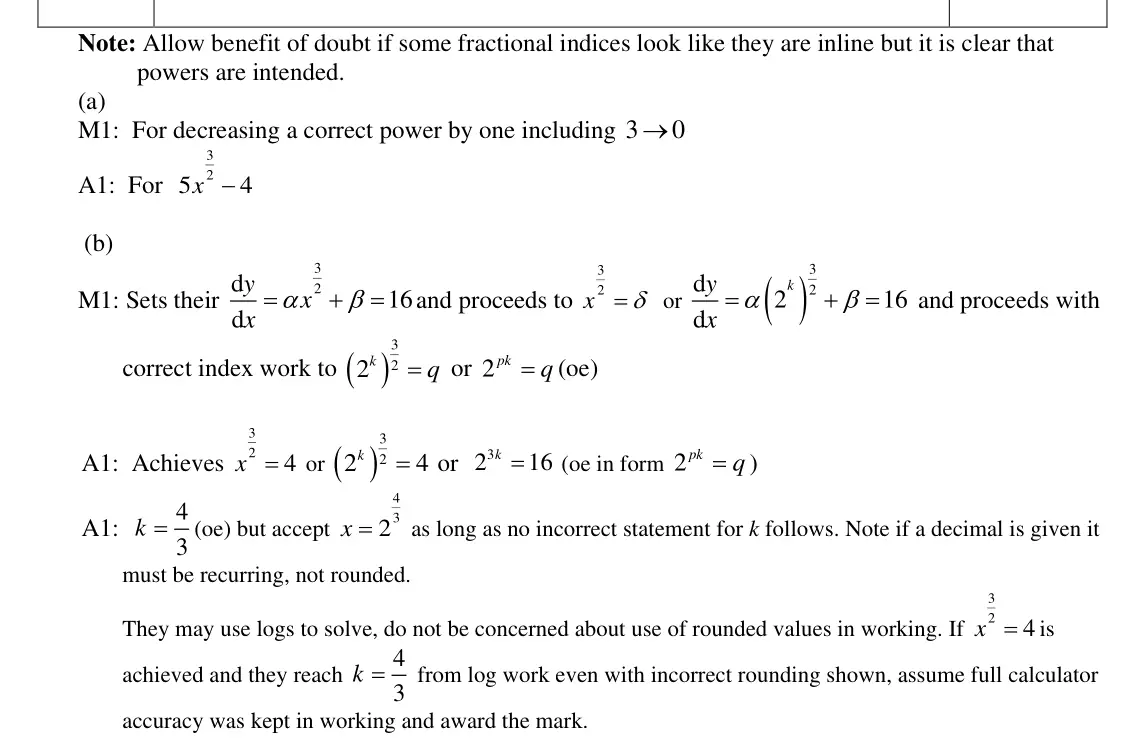 Note: Allow benefit of doubt if some fractional indices look like they are inline but it is clear that
powers are intended.
(a)
M1: For decreasing a correct power by one including 3 → 0
A1: For 5x^(3/2) − 4
(b)
M1: Sets their dy/dx = αx^(3/2) + β = 16 and proceeds to x^(3/2) = δ or dy/dx = α(2^k)^(3/2) + β = 16 and proceeds with
correct index work to (2^k)^(3/2) = q or 2^(pk) = q (oe)
A1: Achieves x^(3/2) = 4 or (2^k)^(3/2) = 4 or 2^(3k) = 16 (oe in form 2^(pk) = q)
A1: k = 4/3 (oe) but accept x = 2^(4/3) as long as no incorrect statement for k follows. Note if a decimal is given it
must be recurring, not rounded.
They may use logs to solve, do not be concerned about use of rounded values in working. If x^(3/2) = 4 is
achieved and they reach k = 4/3 from log work even with incorrect rounding shown, assume full calculator
accuracy was kept in working and award the mark.